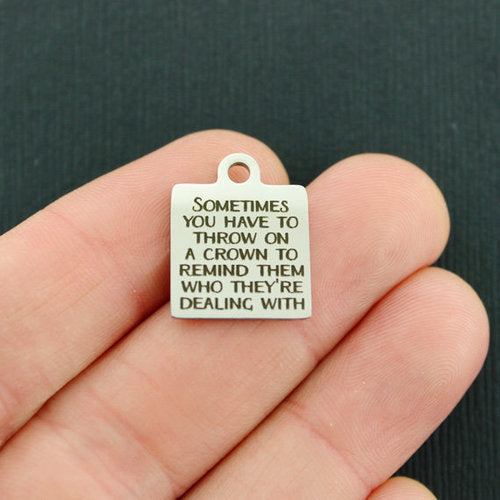 SOMETIMES
YOU HAVE TO
THROW ON
A CROWN TO
REMIND THEM
WHO THEY'RE
DEALING WITH